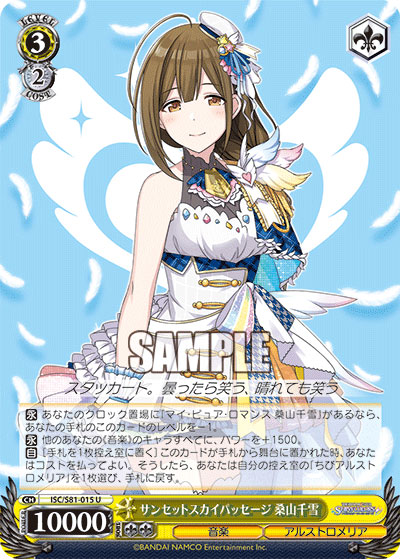 LEVEL
3
2
COST
SAMPLE
スタッカート。曇ったら笑う、晴れても笑う
永 あなたのクロック置場に「マイ・ピュア・ロマンス 桑山千雪」があるなら、
あなたの手札のこのカードのレベルを-1。
永 他のあなたの《音楽》のキャラすべてに、パワーを+1500。
自 [手札を1枚控え室に置く] このカードが手札から舞台に置かれた時、あな
たはコストを払ってよい。そうしたら、あなたは自分の控え室の「ちびアルス
トロメリア」を1枚選び、手札に戻す。
CH
ISC/S81-015 U
POWER
10000
SOUL
サンセットスカイパッセージ 桑山千雪
音楽
アルストロメリア
©BANDAI NAMCO Entertainment Inc.